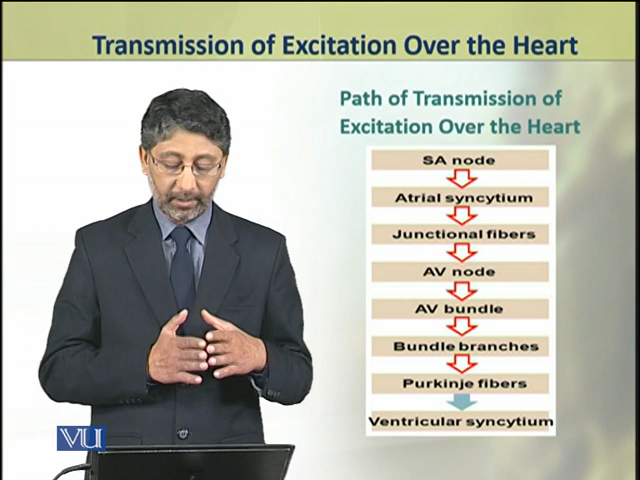 Transmission of Excitation Over the Heart
Path of Transmission of
Excitation Over the Heart
SA node
Atrial syncytium
Junctional fibers
AV node
AV bundle
Bundle branches
Purkinje fibers
Ventricular syncytium
VU